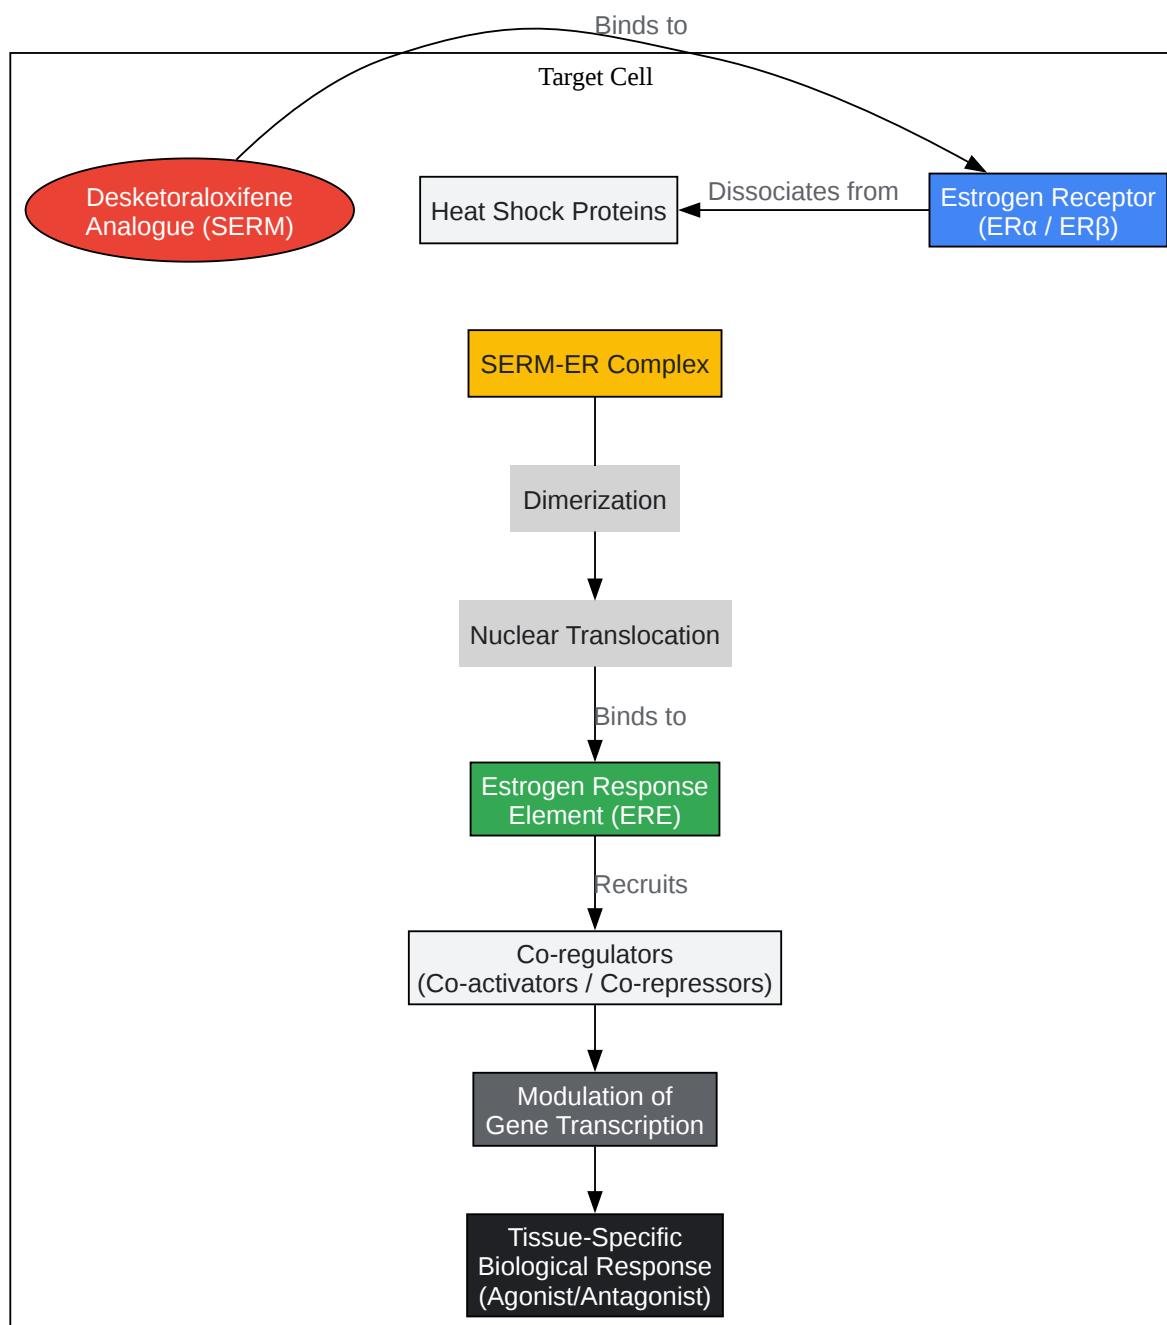 Binds to
Target Cell
Desketoraloxifene
Analogue (SERM)
Heat Shock Proteins
Dissociates from
Estrogen Receptor
(ERα / ERβ)
SERM-ER Complex
Dimerization
Nuclear Translocation
Binds to
Estrogen Response
Element (ERE)
Recruits
Co-regulators
(Co-activators / Co-repressors)
Modulation of
Gene Transcription
Tissue-Specific
Biological Response
(Agonist/Antagonist)